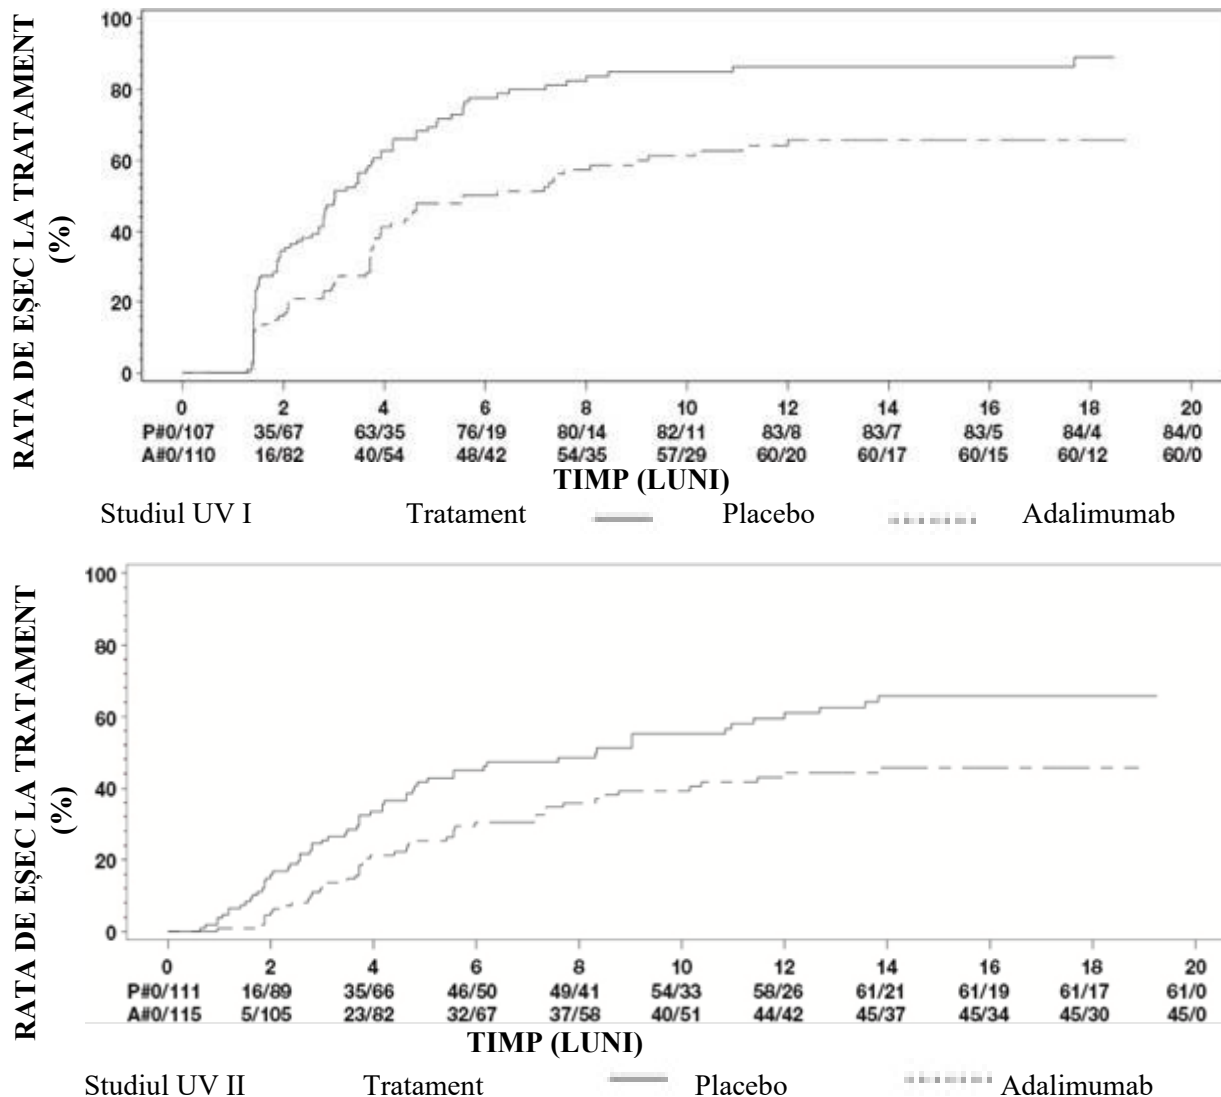 RATA DE EȘEC LA TRATAMENT
(%)
100
80
60
40
20
0
0 2 4 6 8 10 12 14 16 18 20
P#0/107 35/67 63/35 76/19 80/14 82/11 83/8 83/7 83/5 84/4 84/0
A#0/110 16/82 40/54 48/42 54/35 57/29 60/20 60/17 60/15 60/12 60/0
TIMP (LUNI)
Studiul UV I Tratament Placebo Adalimumab
RATA DE EȘEC LA TRATAMENT
(%)
100
80
60
40
20
0
0 2 4 6 8 10 12 14 16 18 20
P#0/111 16/89 35/66 46/50 49/41 54/33 58/26 61/21 61/19 61/17 61/0
A#0/115 5/105 23/82 32/67 37/58 40/51 44/42 45/37 45/34 45/30 45/0
TIMP (LUNI)
Studiul UV II Tratament Placebo Adalimumab